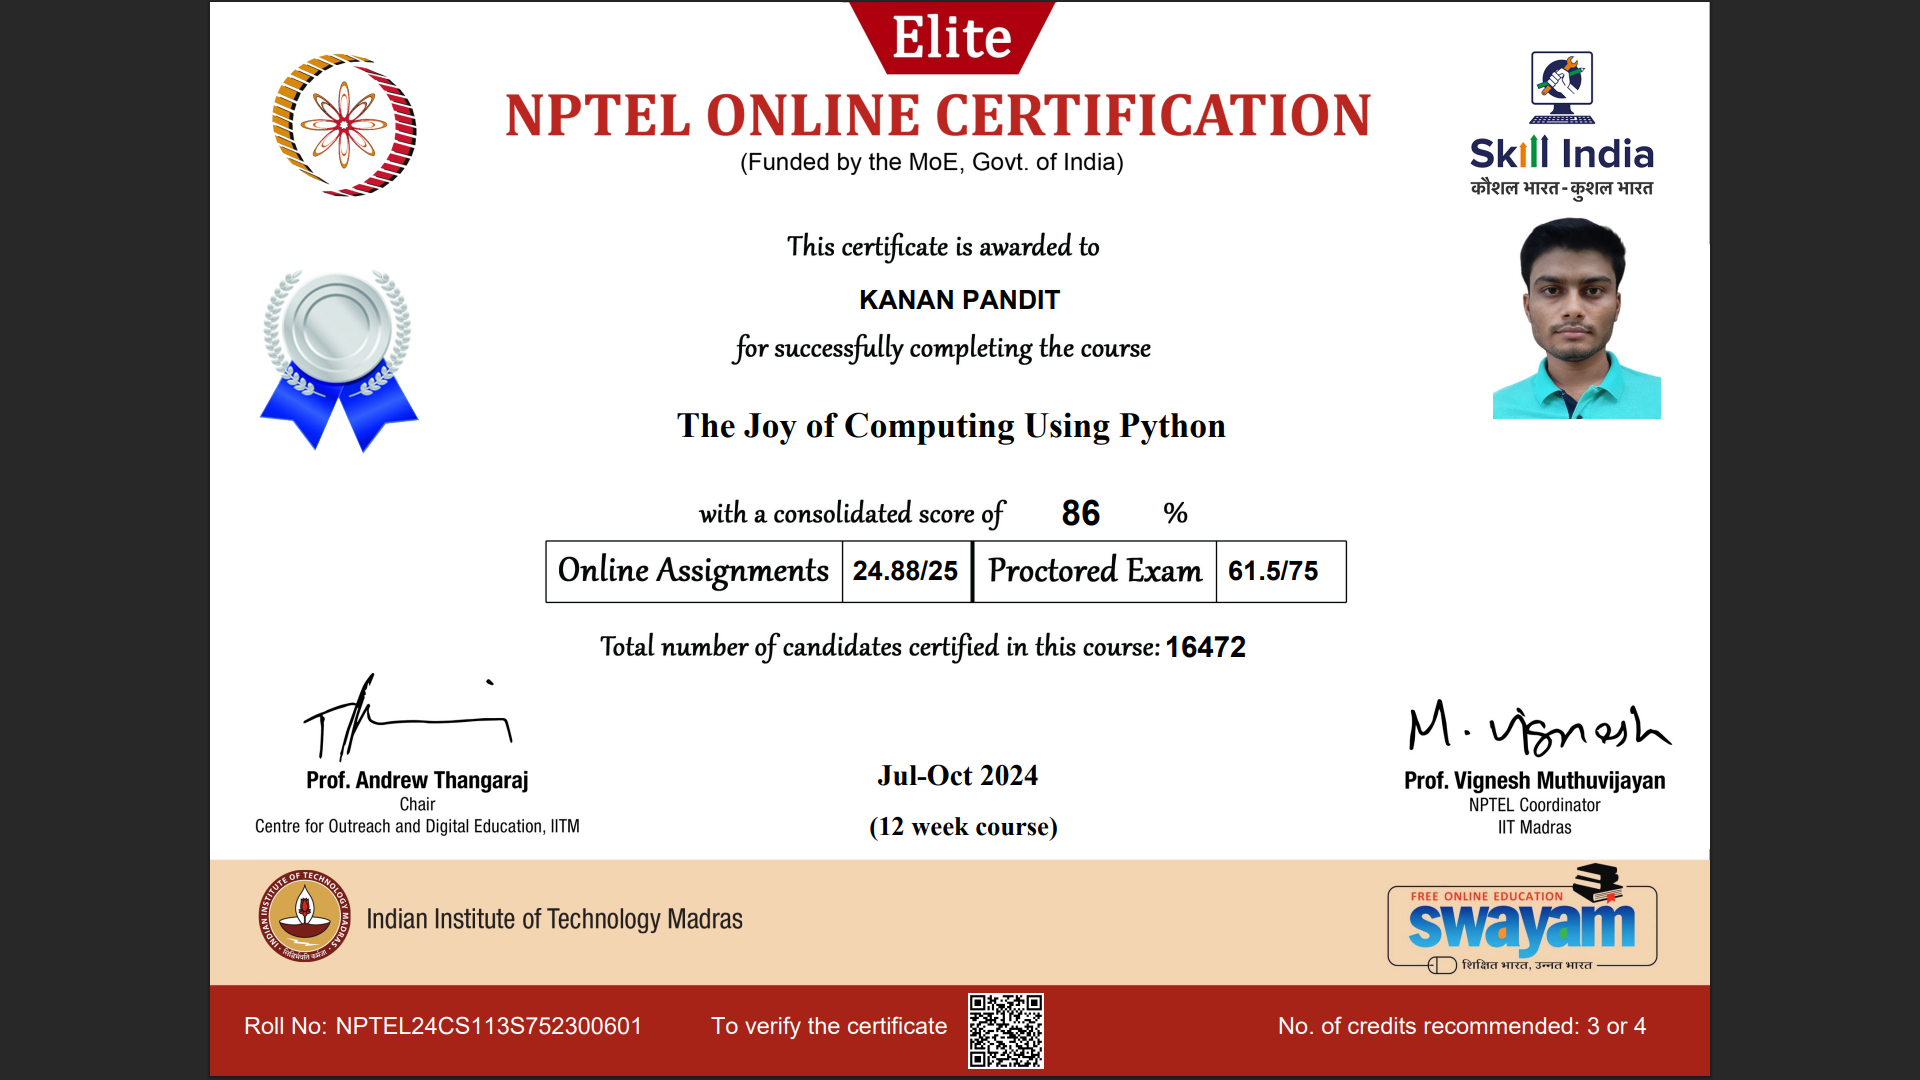 Elite
NPTEL ONLINE CERTIFICATION
(Funded by the MoE, Govt. of India)
Skill India
कौशल भारत - कुशल भारत
This certificate is awarded to
KANAN PANDIT
for successfully completing the course
The Joy of Computing Using Python
with a consolidated score of 86 %
Online Assignments 24.88/25 Proctored Exam 61.5/75
Total number of candidates certified in this course: 16472
M. Vignesh
Prof. Andrew Thangaraj
Chair
Centre for Outreach and Digital Education, IITM
Jul-Oct 2024
(12 week course)
Prof. Vignesh Muthuvijayan
NPTEL Coordinator
IIT Madras
INDIAN INSTITUTE OF TECHNOLOGY MADRAS
सिद्धिर्भवति कर्मजा
Indian Institute of Technology Madras
FREE ONLINE EDUCATION
swayam
शिक्षित भारत, उन्नत भारत
Roll No: NPTEL24CS113S752300601
To verify the certificate
No. of credits recommended: 3 or 4